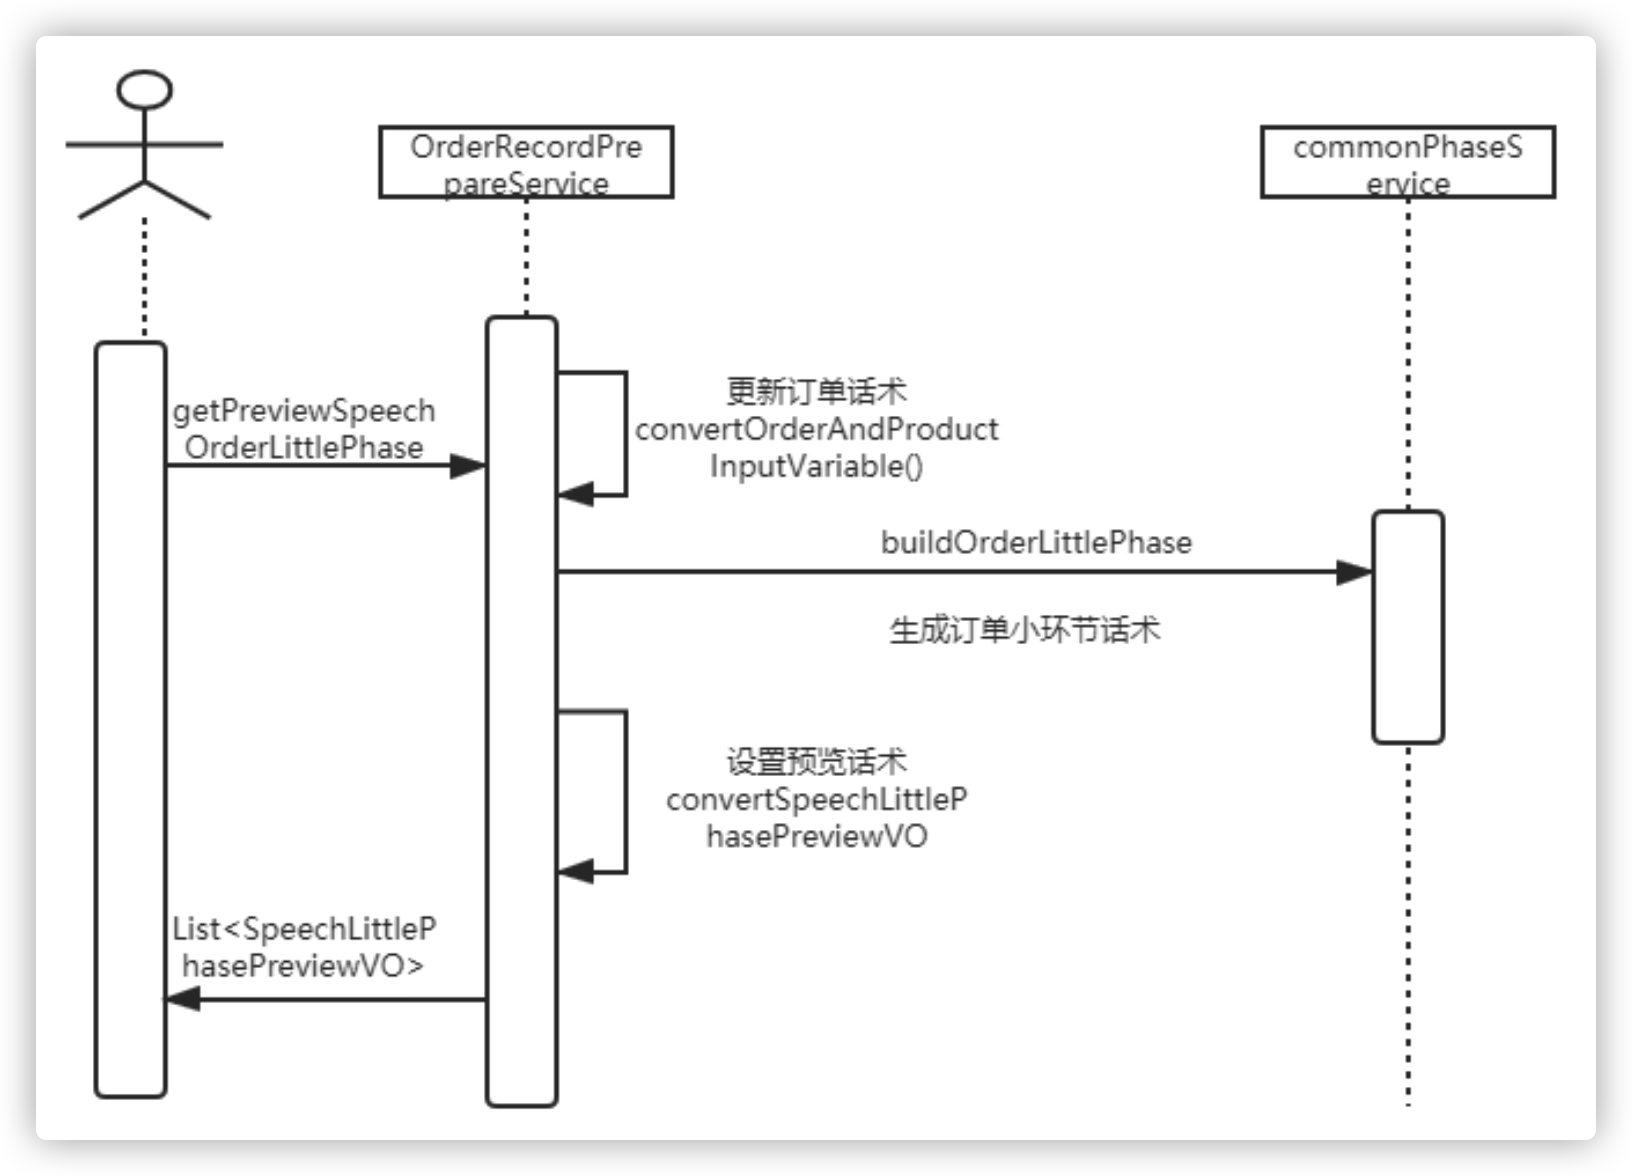 OrderRecordPre
pareService
commonPhaseS
ervice
getPreviewSpeech
OrderLittlePhase
更新订单话术
convertOrderAndProduct
InputVariable()
buildOrderLittlePhase
生成订单小环节话术
设置预览话术
convertSpeechLittleP
hasePreviewVO
List<SpeechLittleP
hasePreviewVO>